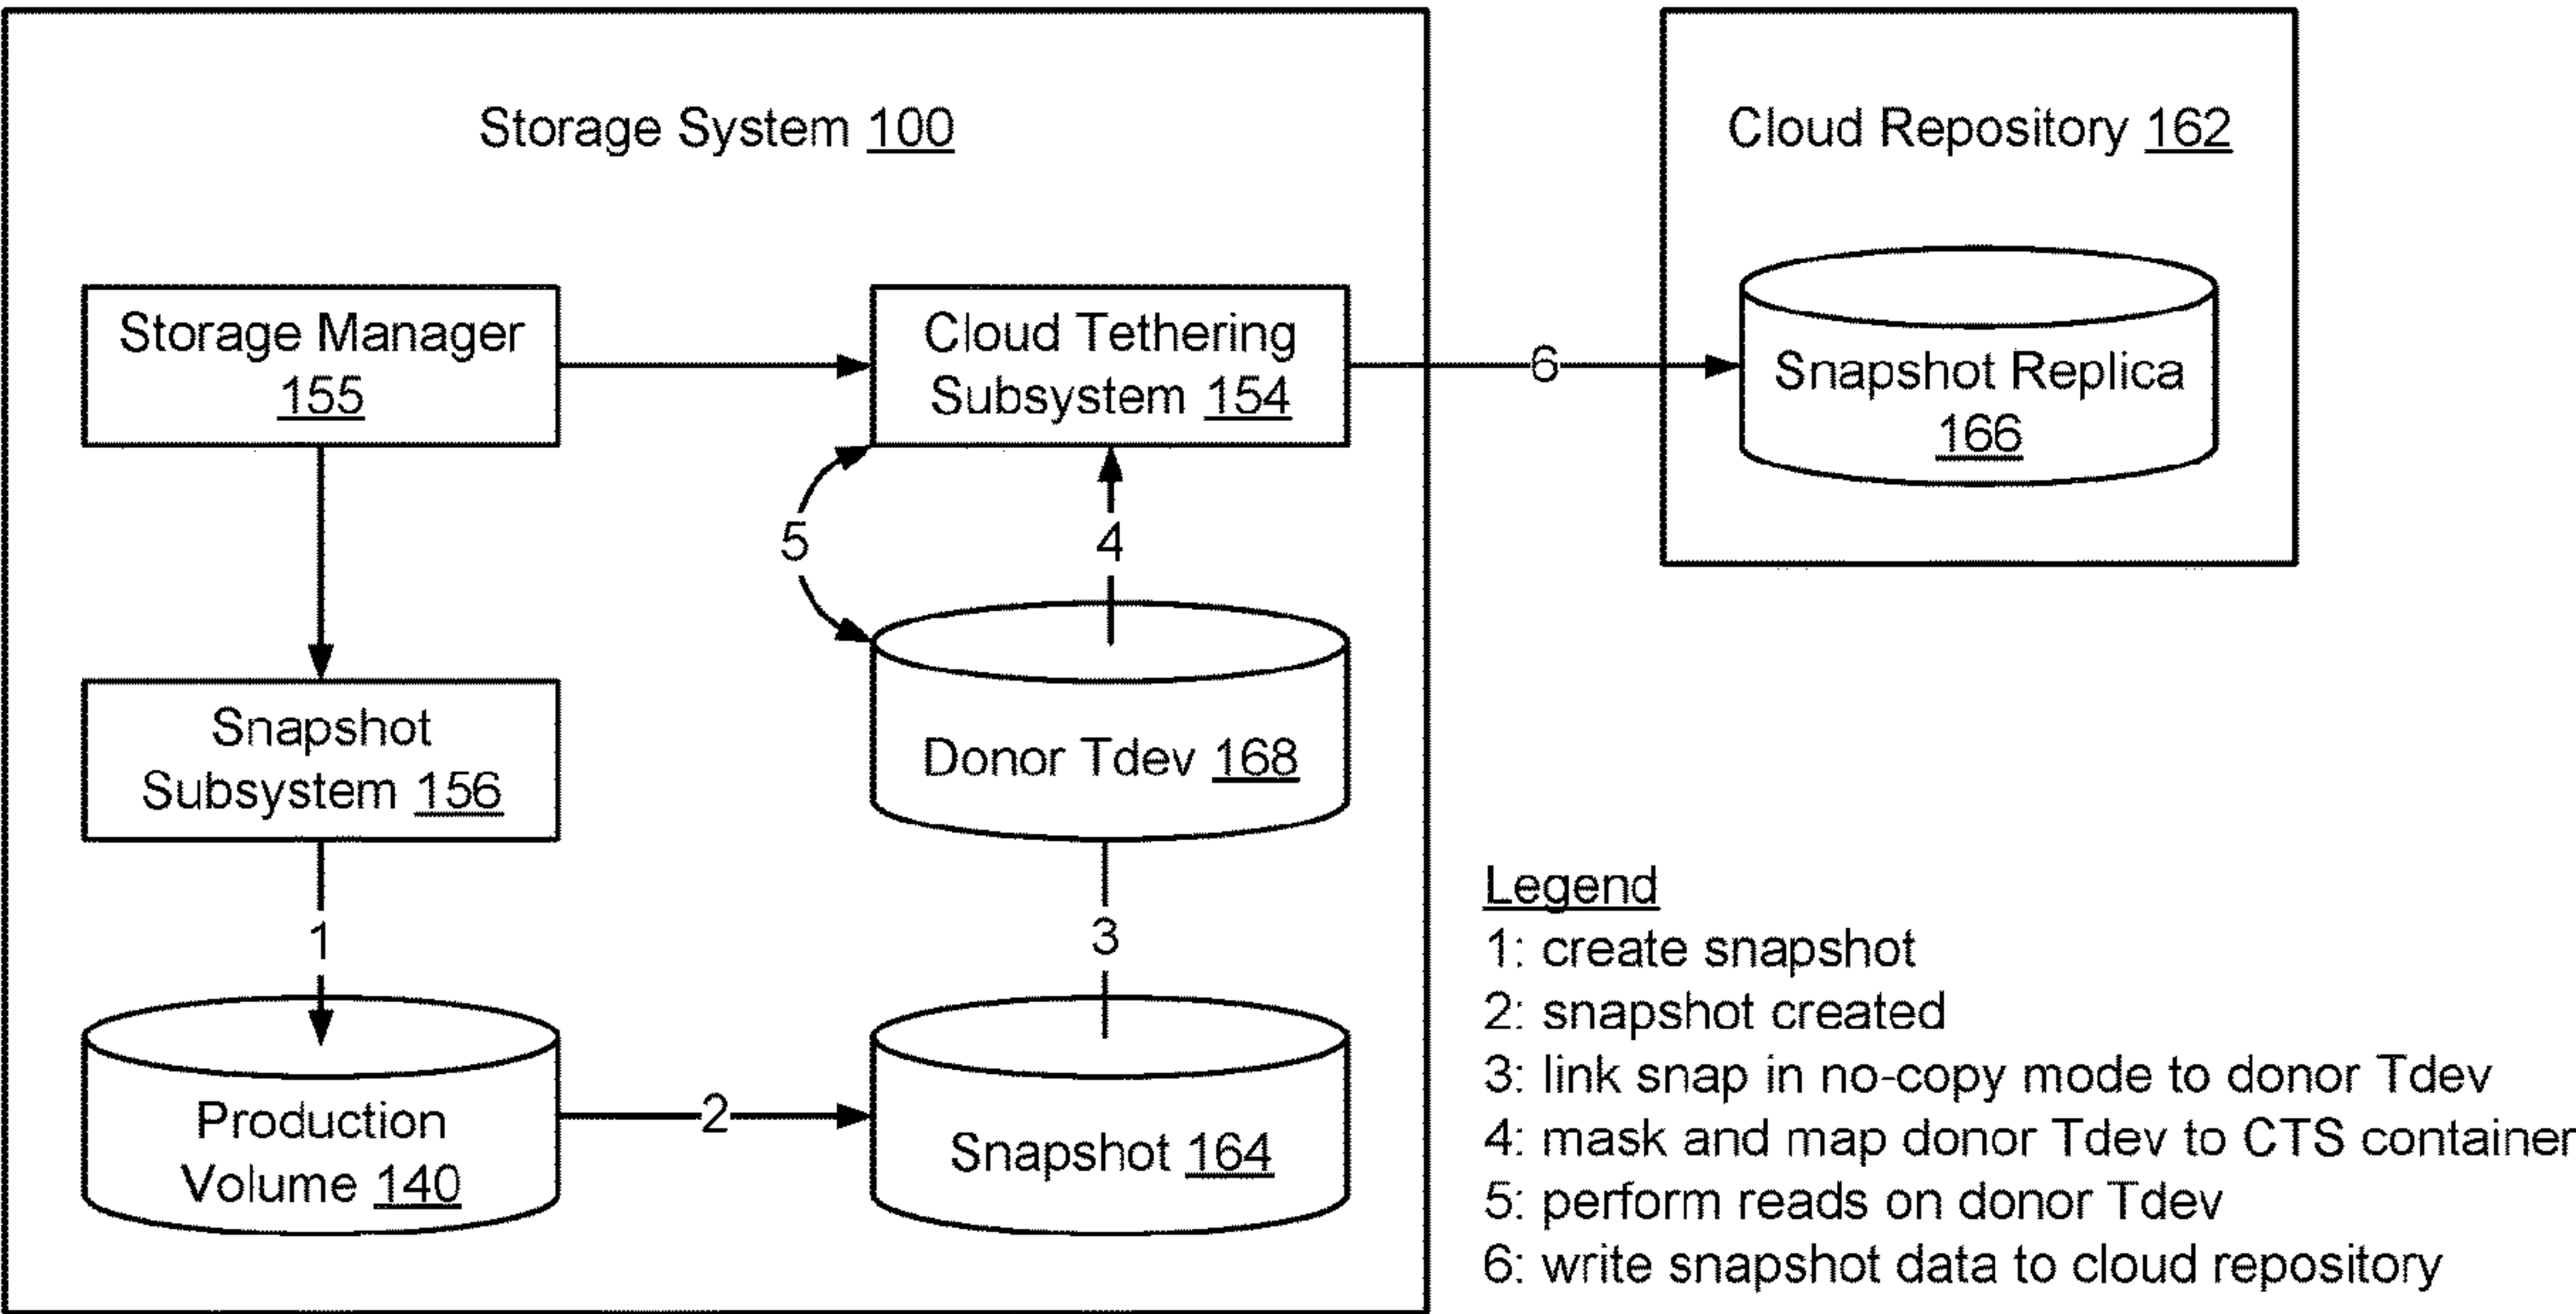 Storage System 100
Cloud Repository 162
Storage Manager
155
Cloud Tethering
Subsystem 154
6
Snapshot Replica
166
5
4
Snapshot
Subsystem 156
Donor Tdev 168
1
3
Production
Volume 140
2
Snapshot 164
Legend
1: create snapshot
2: snapshot created
3: link snap in no-copy mode to donor Tdev
4: mask and map donor Tdev to CTS container
5: perform reads on donor Tdev
6: write snapshot data to cloud repository